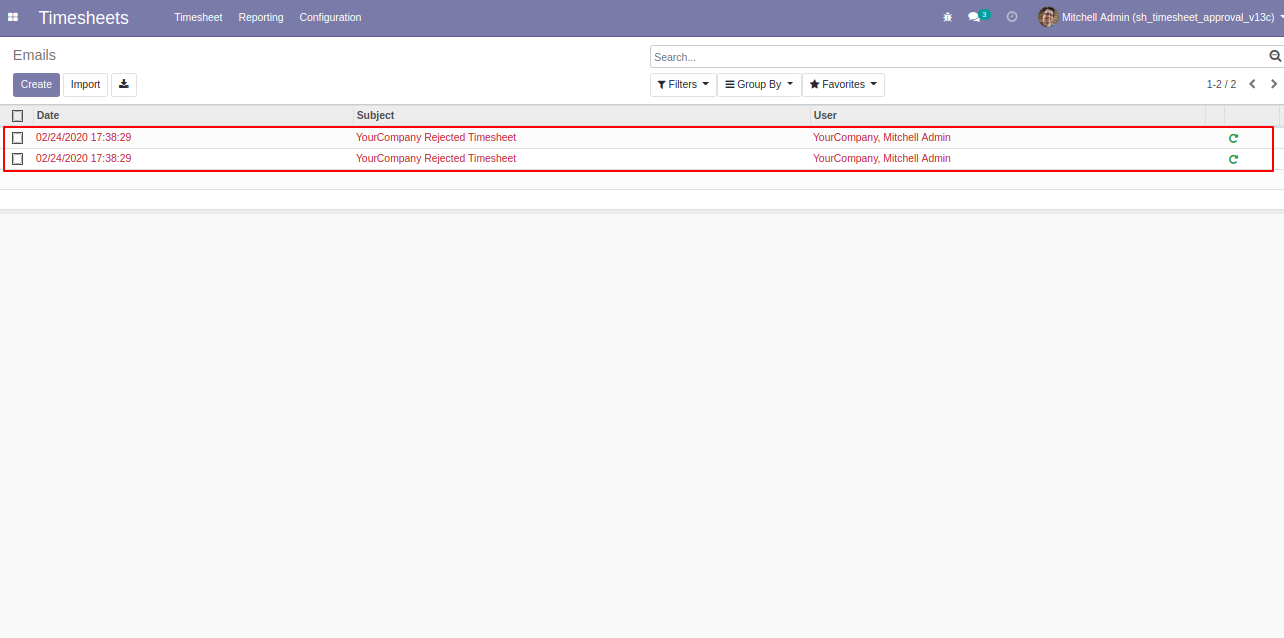 Timesheets Timesheet Reporting Configuration 3 Mitchell Admin (sh_timesheet_approval_v13c)
Emails Search...
Create Import Filters Group By Favorites 1-2 / 2
Date Subject User
02/24/2020 17:38:29 YourCompany Rejected Timesheet YourCompany, Mitchell Admin
02/24/2020 17:38:29 YourCompany Rejected Timesheet YourCompany, Mitchell Admin